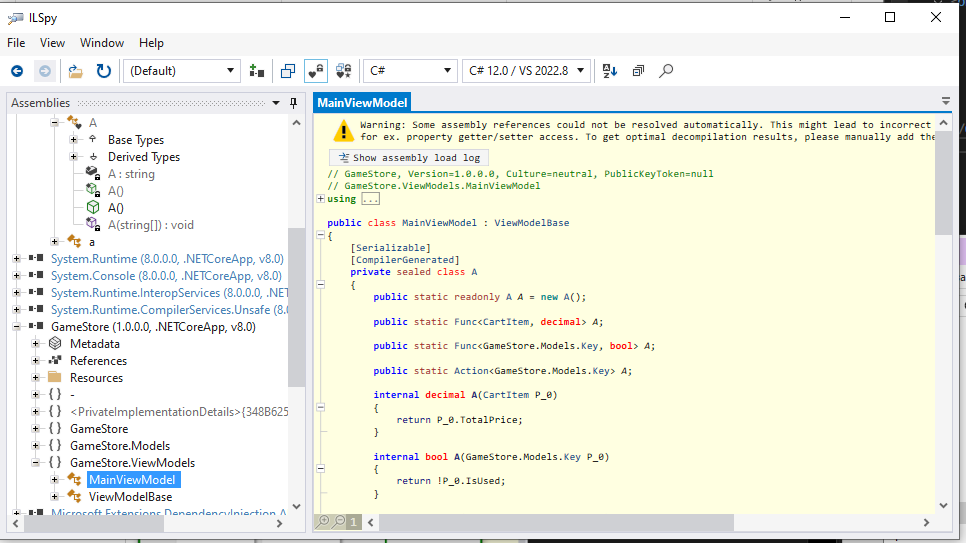 ILSpy
File View Window Help
(Default) C# C# 12.0 / VS 2022.8
Assemblies
A
Base Types
Derived Types
A : string
A()
A()
A(string[]) : void
a
System.Runtime (8.0.0.0, .NETCoreApp, v8.0)
System.Console (8.0.0.0, .NETCoreApp, v8.0)
System.Runtime.InteropServices (8.0.0.0, .NET
System.Runtime.CompilerServices.Unsafe (8.0.
GameStore (1.0.0.0, .NETCoreApp, v8.0)
Metadata
References
Resources
{ } -
{ } <PrivateImplementationDetails>{348B625
{ } GameStore
{ } GameStore.Models
{ } GameStore.ViewModels
MainViewModel
ViewModelBase
Microsoft.Extensions.DependencyInjection.A
MainViewModel
Warning: Some assembly references could not be resolved automatically. This might lead to incorrect
for ex. property getter/setter access. To get optimal decompilation results, please manually add the
Show assembly load log
// GameStore, Version=1.0.0.0, Culture=neutral, PublicKeyToken=null
// GameStore.ViewModels.MainViewModel
using ...
public class MainViewModel : ViewModelBase
{
[Serializable]
[CompilerGenerated]
private sealed class A
{
public static readonly A A = new A();
public static Func<CartItem, decimal> A;
public static Func<GameStore.Models.Key, bool> A;
public static Action<GameStore.Models.Key> A;
internal decimal A(CartItem P_0)
{
return P_0.TotalPrice;
}
internal bool A(GameStore.Models.Key P_0)
{
return !P_0.IsUsed;
}
1